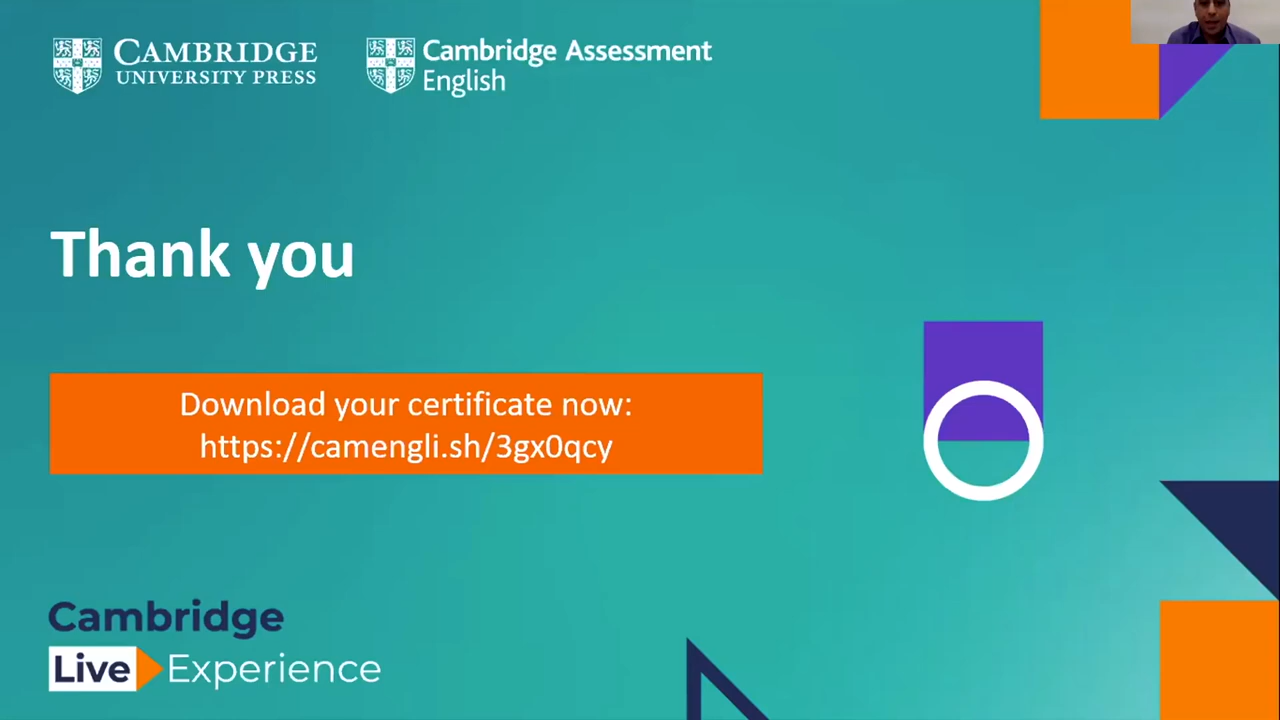 CAMBRIDGE
UNIVERSITY PRESS
Cambridge Assessment
English
Thank you
Download your certificate now:
https://camengli.sh/3gx0qcy
Cambridge
Live Experience